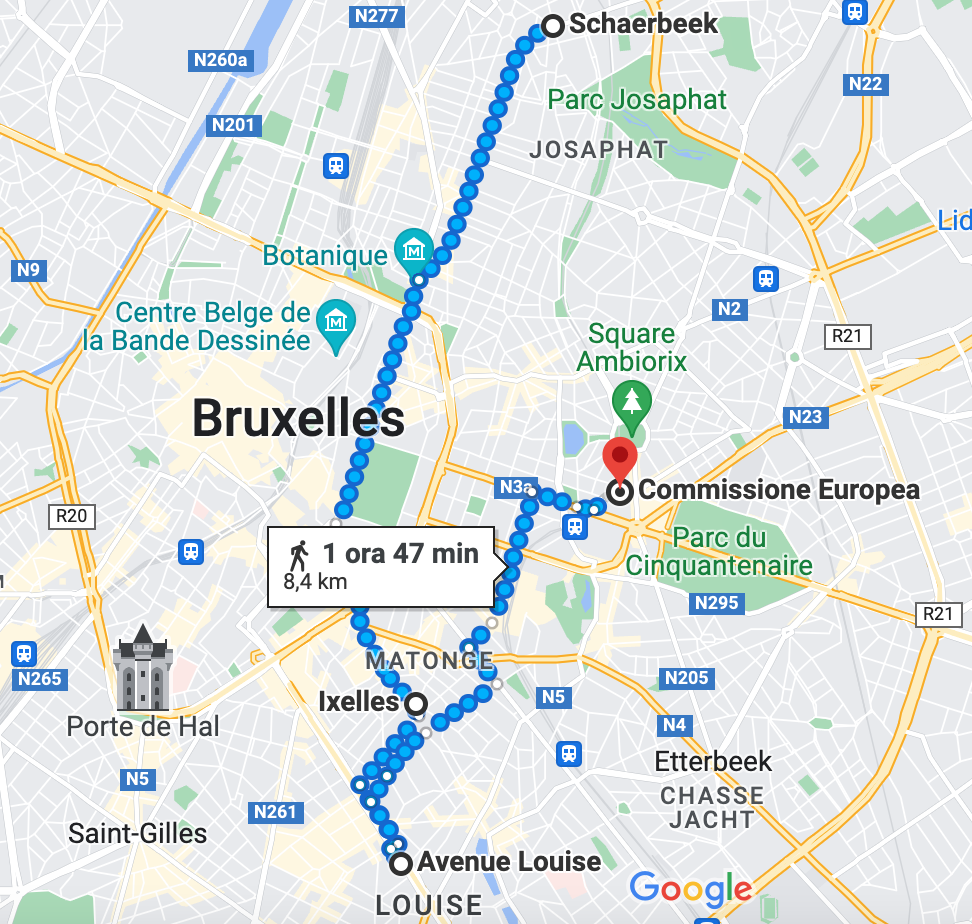 N277
Schaerbeek
N260a
N22
Parc Josaphat
N201
JOSAPHAT
Lid
Botanique
N9
N2
Centre Belge de
la Bande Dessinée
Square
Ambiorix
R21
Bruxelles
N23
N3a
Commissione Europea
R20
Parc du
Cinquantenaire
1 ora 47 min
8,4 km
N295
R21
MATONGE
N265
N205
Ixelles
N5
Porte de Hal
N4
Etterbeek
N5
CHASSE
JACHT
N261
Saint-Gilles
Avenue Louise
Google
LOUISE